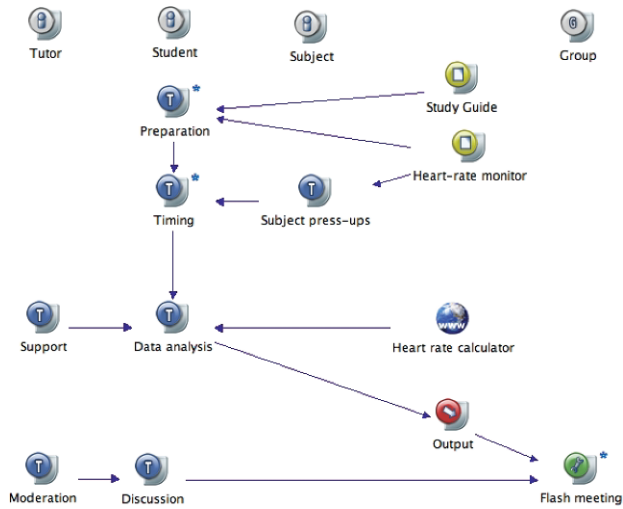 Tutor
Student
Subject
G
Group
Study Guide
T
Preparation
Heart-rate monitor
T
Timing
T
Subject press-ups
T
Support
T
Data analysis
www
Heart rate calculator
Output
T
Moderation
T
Discussion
Flash meeting